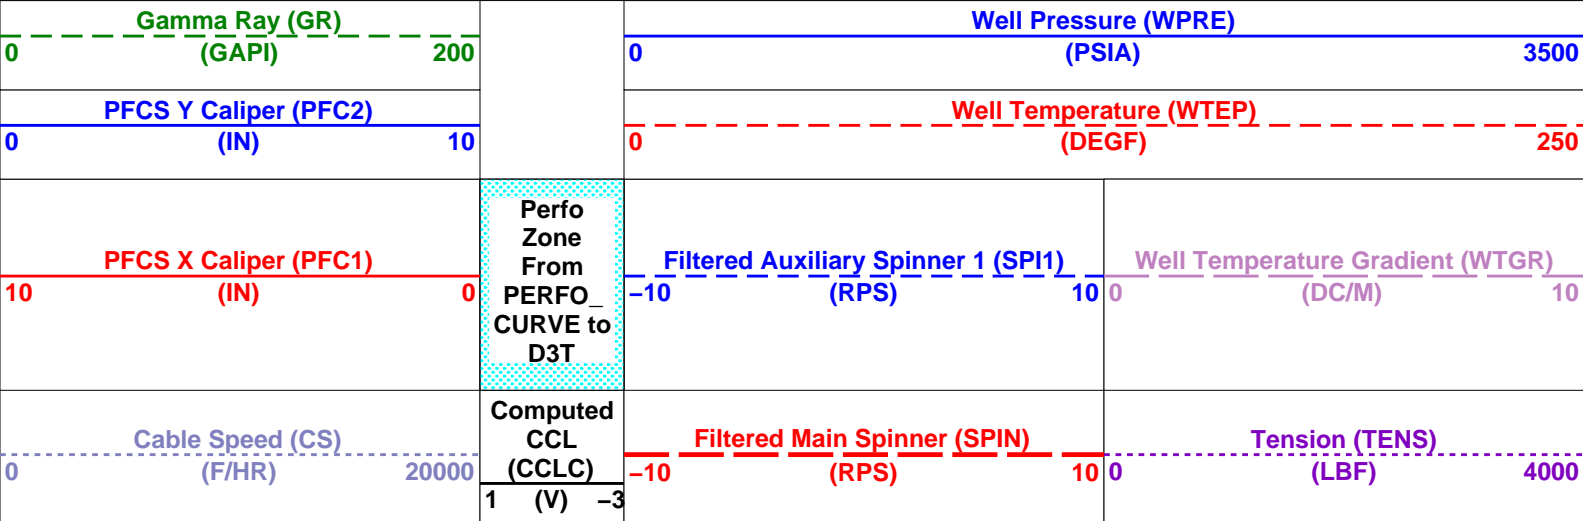 Gamma Ray (GR)
0 (GAPI) 200
Well Pressure (WPRE)
0 (PSIA) 3500
PFCS Y Caliper (PFC2)
0 (IN) 10
Well Temperature (WTEP)
0 (DEGF) 250
PFCS X Caliper (PFC1)
10 (IN) 0
Perfo
Zone
From
PERFO_
CURVE to
D3T
Filtered Auxiliary Spinner 1 (SPI1)
−10 (RPS) 10
Well Temperature Gradient (WTGR)
0 (DC/M) 10
Cable Speed (CS)
0 (F/HR) 20000
Computed
CCL
(CCLC)
1 (V) −3
Filtered Main Spinner (SPIN)
−10 (RPS) 10
Tension (TENS)
0 (LBF) 4000